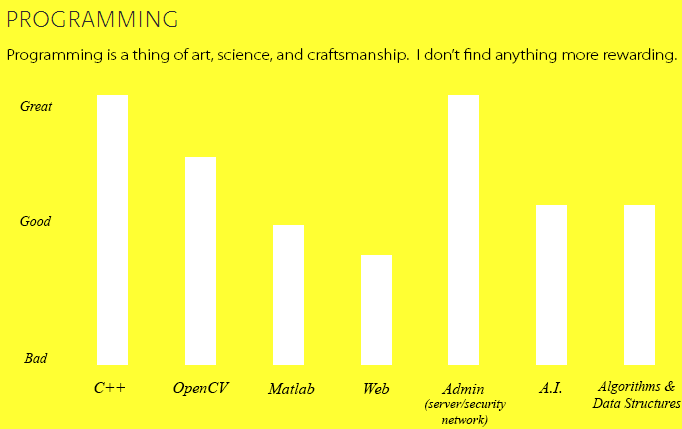 PROGRAMMING
Programming is a thing of art, science, and craftsmanship.  I don’t find anything more rewarding.
Great
Good
Bad
C++
OpenCV
Matlab
Web
Admin
(server/security
network)
A.I.
Algorithms &
Data Structures